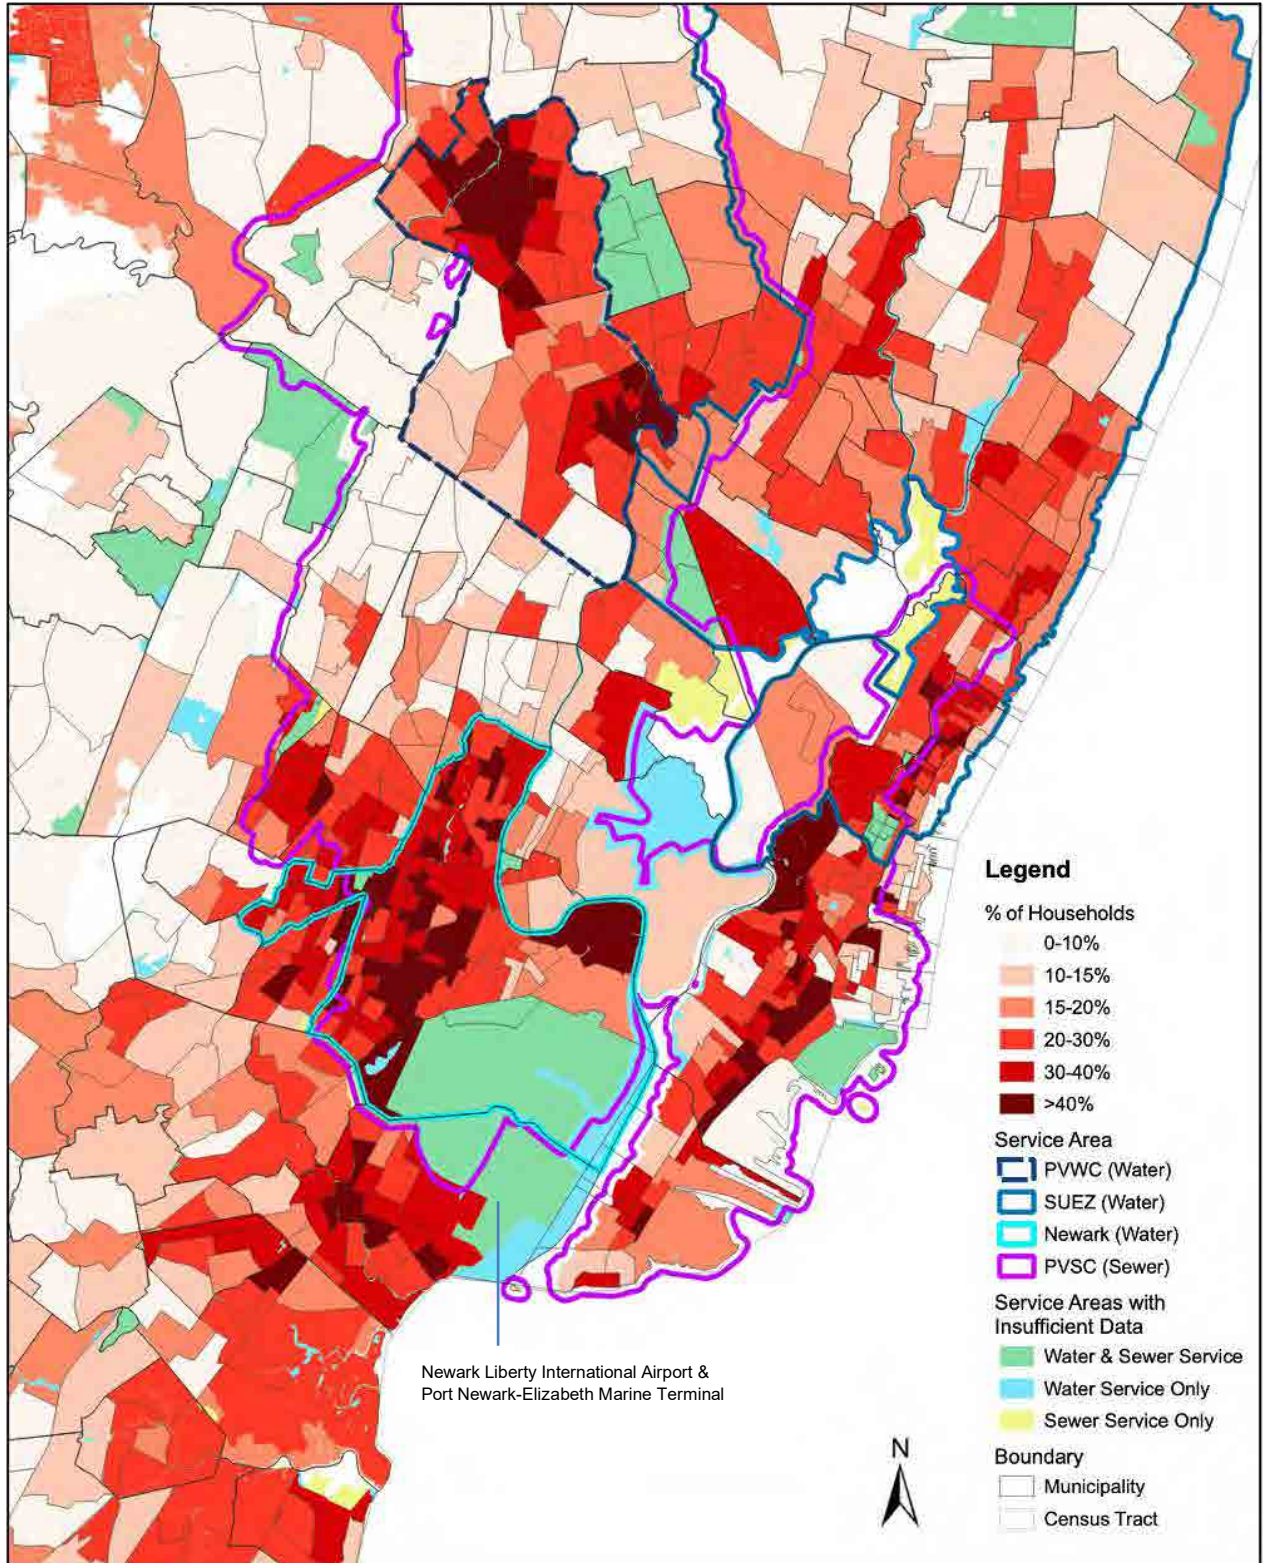 Legend
% of Households
0-10%
10-15%
15-20%
20-30%
30-40%
>40%
Service Area
PVWC (Water)
SUEZ (Water)
Newark (Water)
PVSC (Sewer)
Service Areas with
Insufficient Data
Water & Sewer Service
Water Service Only
Sewer Service Only
Boundary
Municipality
Census Tract
Newark Liberty International Airport &
Port Newark-Elizabeth Marine Terminal
N